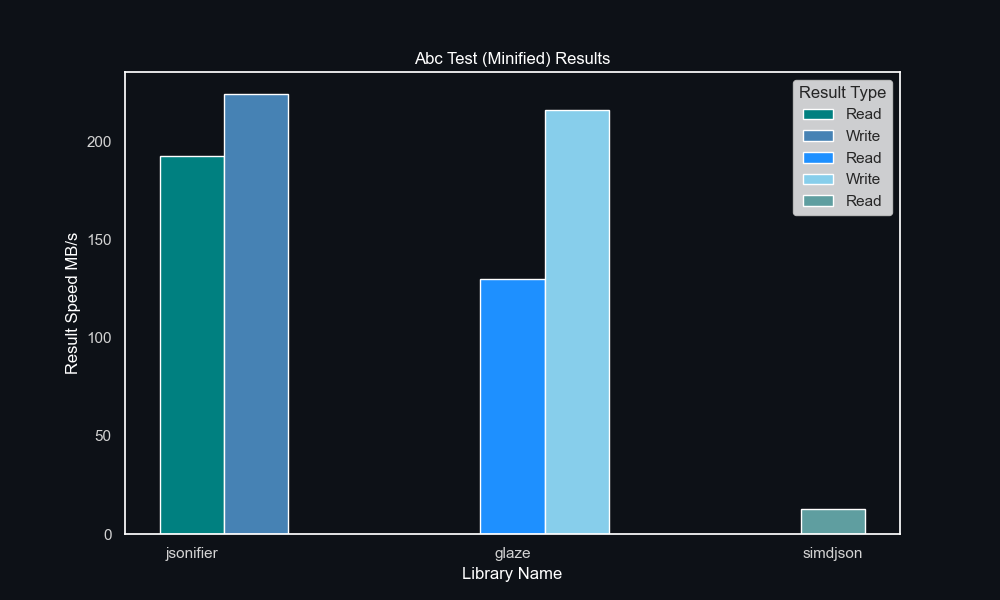 Abc Test (Minified) Results
Result Type
Read
Write
Read
Write
Read
200
150
100
50
0
Result Speed MB/s
jsonifier
glaze
simdjson
Library Name